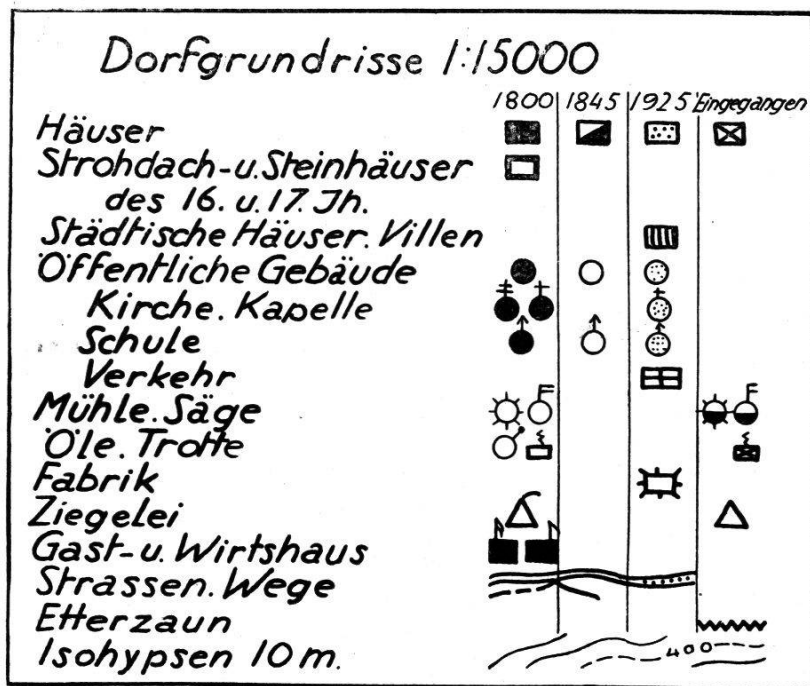 Dorfgrundrisse 1:15000
1800 1845 1925 Eingegangen
Häuser
Strohdach-u. Steinhäuser
des 16. u. 17. Jh.
Städtische Häuser. Villen
Öffentliche Gebäude
Kirche. Kapelle
Schule
Verkehr
Mühle. Säge
Öle. Trotte
Fabrik
Ziegelei
Gast-u. Wirtshaus
Strassen. Wege
Etterzaun
Isohypsen 10 m.
400